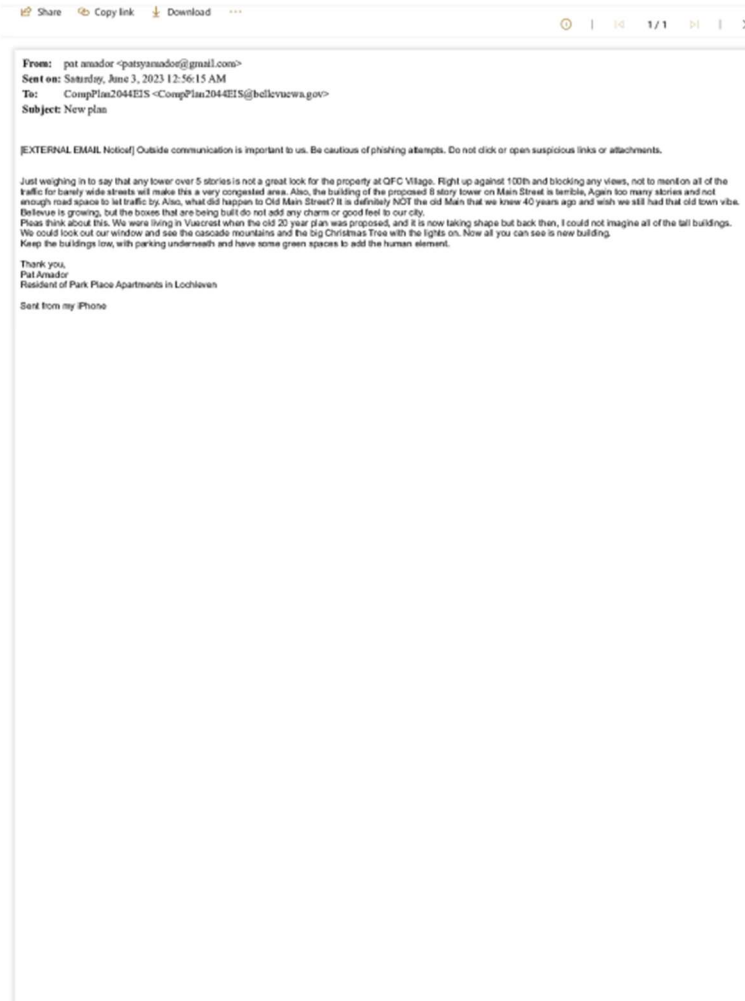 Share Copy link Download ...
1/1
From: pat amador <patsyamador@gmail.com>
Sent on: Saturday, June 3, 2023 12:56:15 AM
To: CompPlan2044EIS <CompPlan2044EIS@bellevuewa.gov>
Subject: New plan
[EXTERNAL EMAIL Notice!] Outside communication is important to us. Be cautious of phishing attempts. Do not click or open suspicious links or attachments.
Just weighing in to say that any tower over 5 stories is not a great look for the property at QFC Village. Right up against 100th and blocking any views, not to mention all of the
traffic for barely wide streets will make this a very congested area. Also, the building of the proposed 8 story tower on Main Street is terrible, Again too many stories and not
enough road space to let traffic by. Also, what did happen to Old Main Street? It is definitely NOT the old Main that we knew 40 years ago and wish we still had that old town vibe.
Bellevue is growing, but the boxes that are being built do not add any charm or good feel to our city.
Pleas think about this. We were living in Vuecrest when the old 20 year plan was proposed, and it is now taking shape but back then, I could not imagine all of the tall buildings.
We could look out our window and see the cascade mountains and the big Christmas Tree with the lights on. Now all you can see is new building.
Keep the buildings low, with parking underneath and have some green spaces to add the human element.
Thank you,
Pat Amador
Resident of Park Place Apartments in Lochleven
Sent from my iPhone